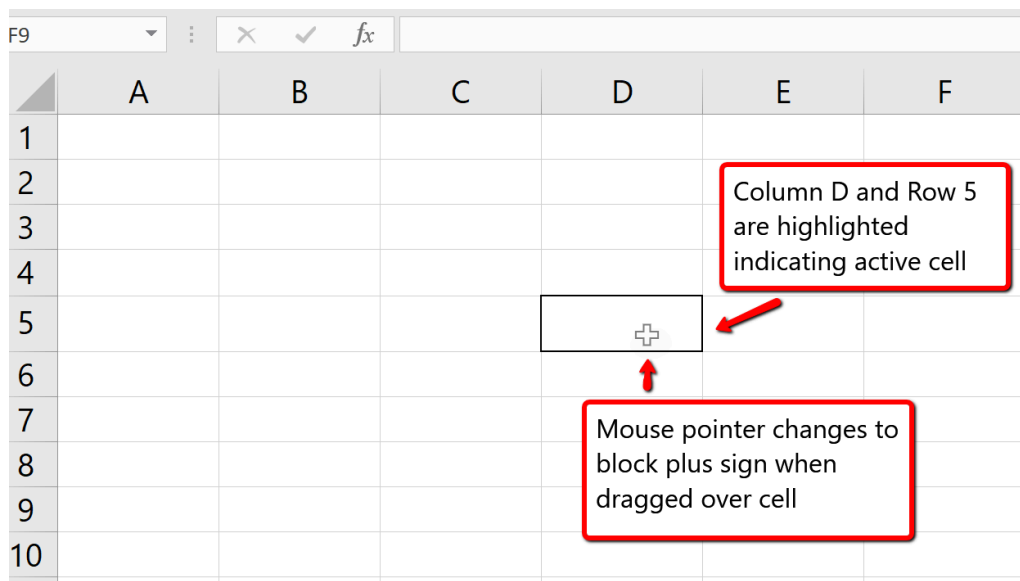 F9 fx
A B C D E F
1
2
3
4
5
6
7
8
9
10
Column D and Row 5
are highlighted
indicating active cell
Mouse pointer changes to
block plus sign when
dragged over cell